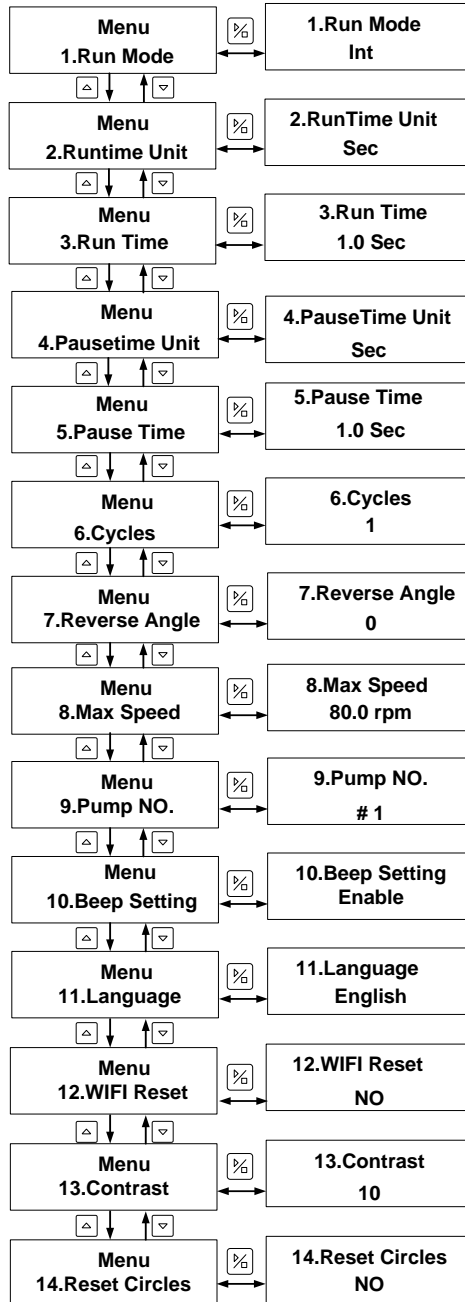 Menu
1.Run Mode
1.Run Mode
Int
Menu
2.Runtime Unit
2.RunTime Unit
Sec
Menu
3.Run Time
3.Run Time
1.0 Sec
Menu
4.Pausetime Unit
4.PauseTime Unit
Sec
Menu
5.Pause Time
5.Pause Time
1.0 Sec
Menu
6.Cycles
6.Cycles
1
Menu
7.Reverse Angle
7.Reverse Angle
0
Menu
8.Max Speed
8.Max Speed
80.0 rpm
Menu
9.Pump NO.
9.Pump NO.
# 1
Menu
10.Beep Setting
10.Beep Setting
Enable
Menu
11.Language
11.Language
English
Menu
12.WIFI Reset
12.WIFI Reset
NO
Menu
13.Contrast
13.Contrast
10
Menu
14.Reset Circles
14.Reset Circles
NO